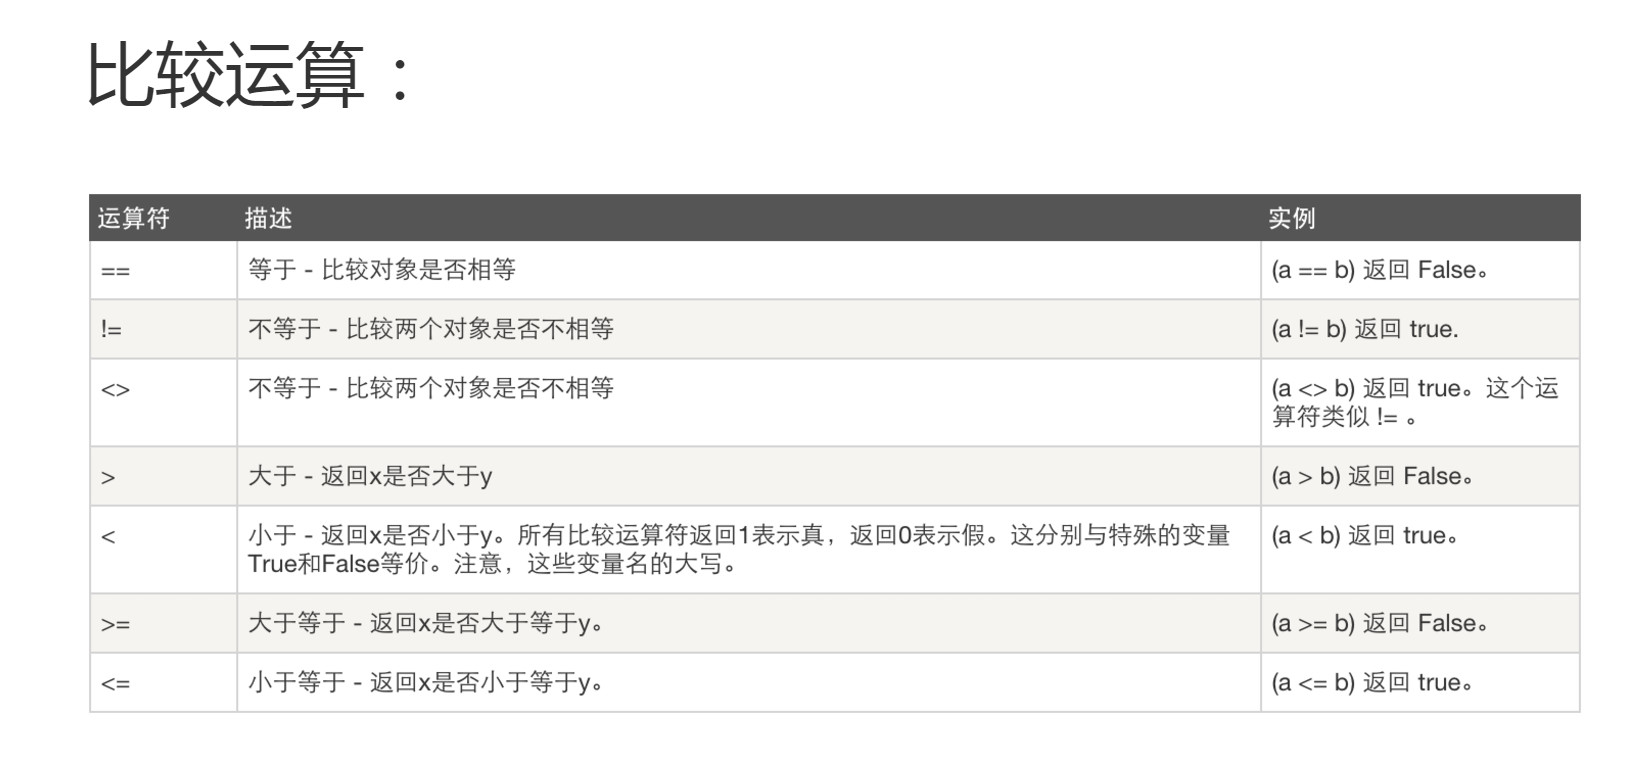 比较运算：
运算符 描述 实例
== 等于 - 比较对象是否相等 (a == b) 返回 False。
!= 不等于 - 比较两个对象是否不相等 (a != b) 返回 true.
<> 不等于 - 比较两个对象是否不相等 (a <> b) 返回 true。这个运
算符类似 != 。
> 大于 - 返回x是否大于y (a > b) 返回 False。
< 小于 - 返回x是否小于y。所有比较运算符返回1表示真，返回0表示假。这分别与特殊的变量 (a < b) 返回 true。
True和False等价。注意，这些变量名的大写。
>= 大于等于 - 返回x是否大于等于y。 (a >= b) 返回 False。
<= 小于等于 - 返回x是否小于等于y。 (a <= b) 返回 true。